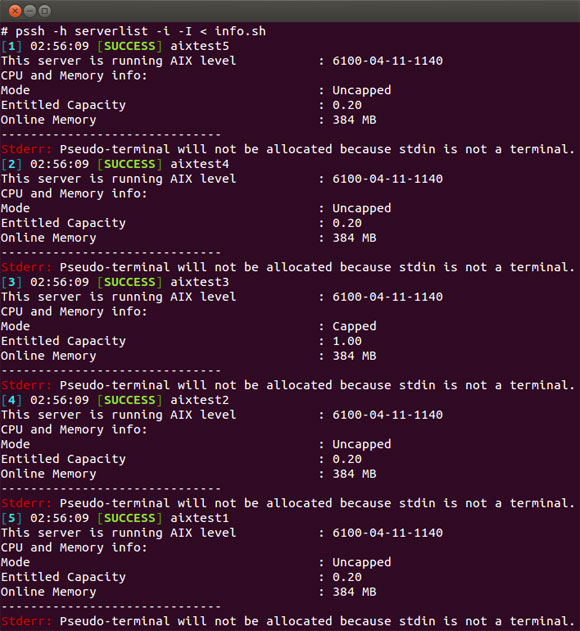 # pssh -h serverlist -i -I < info.sh
[1] 02:56:09 [SUCCESS] aixtest5
This server is running AIX level           : 6100-04-11-1140
CPU and Memory info:
Mode                                       : Uncapped
Entitled Capacity                          : 0.20
Online Memory                              : 384 MB
------------------------------
Stderr: Pseudo-terminal will not be allocated because stdin is not a terminal.
[2] 02:56:09 [SUCCESS] aixtest4
This server is running AIX level           : 6100-04-11-1140
CPU and Memory info:
Mode                                       : Uncapped
Entitled Capacity                          : 0.20
Online Memory                              : 384 MB
------------------------------
Stderr: Pseudo-terminal will not be allocated because stdin is not a terminal.
[3] 02:56:09 [SUCCESS] aixtest3
This server is running AIX level           : 6100-04-11-1140
CPU and Memory info:
Mode                                       : Capped
Entitled Capacity                          : 1.00
Online Memory                              : 384 MB
------------------------------
Stderr: Pseudo-terminal will not be allocated because stdin is not a terminal.
[4] 02:56:09 [SUCCESS] aixtest2
This server is running AIX level           : 6100-04-11-1140
CPU and Memory info:
Mode                                       : Uncapped
Entitled Capacity                          : 0.20
Online Memory                              : 384 MB
------------------------------
Stderr: Pseudo-terminal will not be allocated because stdin is not a terminal.
[5] 02:56:09 [SUCCESS] aixtest1
This server is running AIX level           : 6100-04-11-1140
CPU and Memory info:
Mode                                       : Uncapped
Entitled Capacity                          : 0.20
Online Memory                              : 384 MB
------------------------------
Stderr: Pseudo-terminal will not be allocated because stdin is not a terminal.